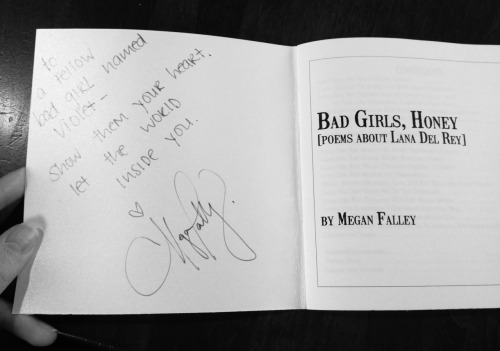 to
a fellow
bad girl named
Violet —
show them your heart.
let the world
inside you.
BAD GIRLS, HONEY
[POEMS ABOUT LANA DEL REY]
BY MEGAN FALLEY